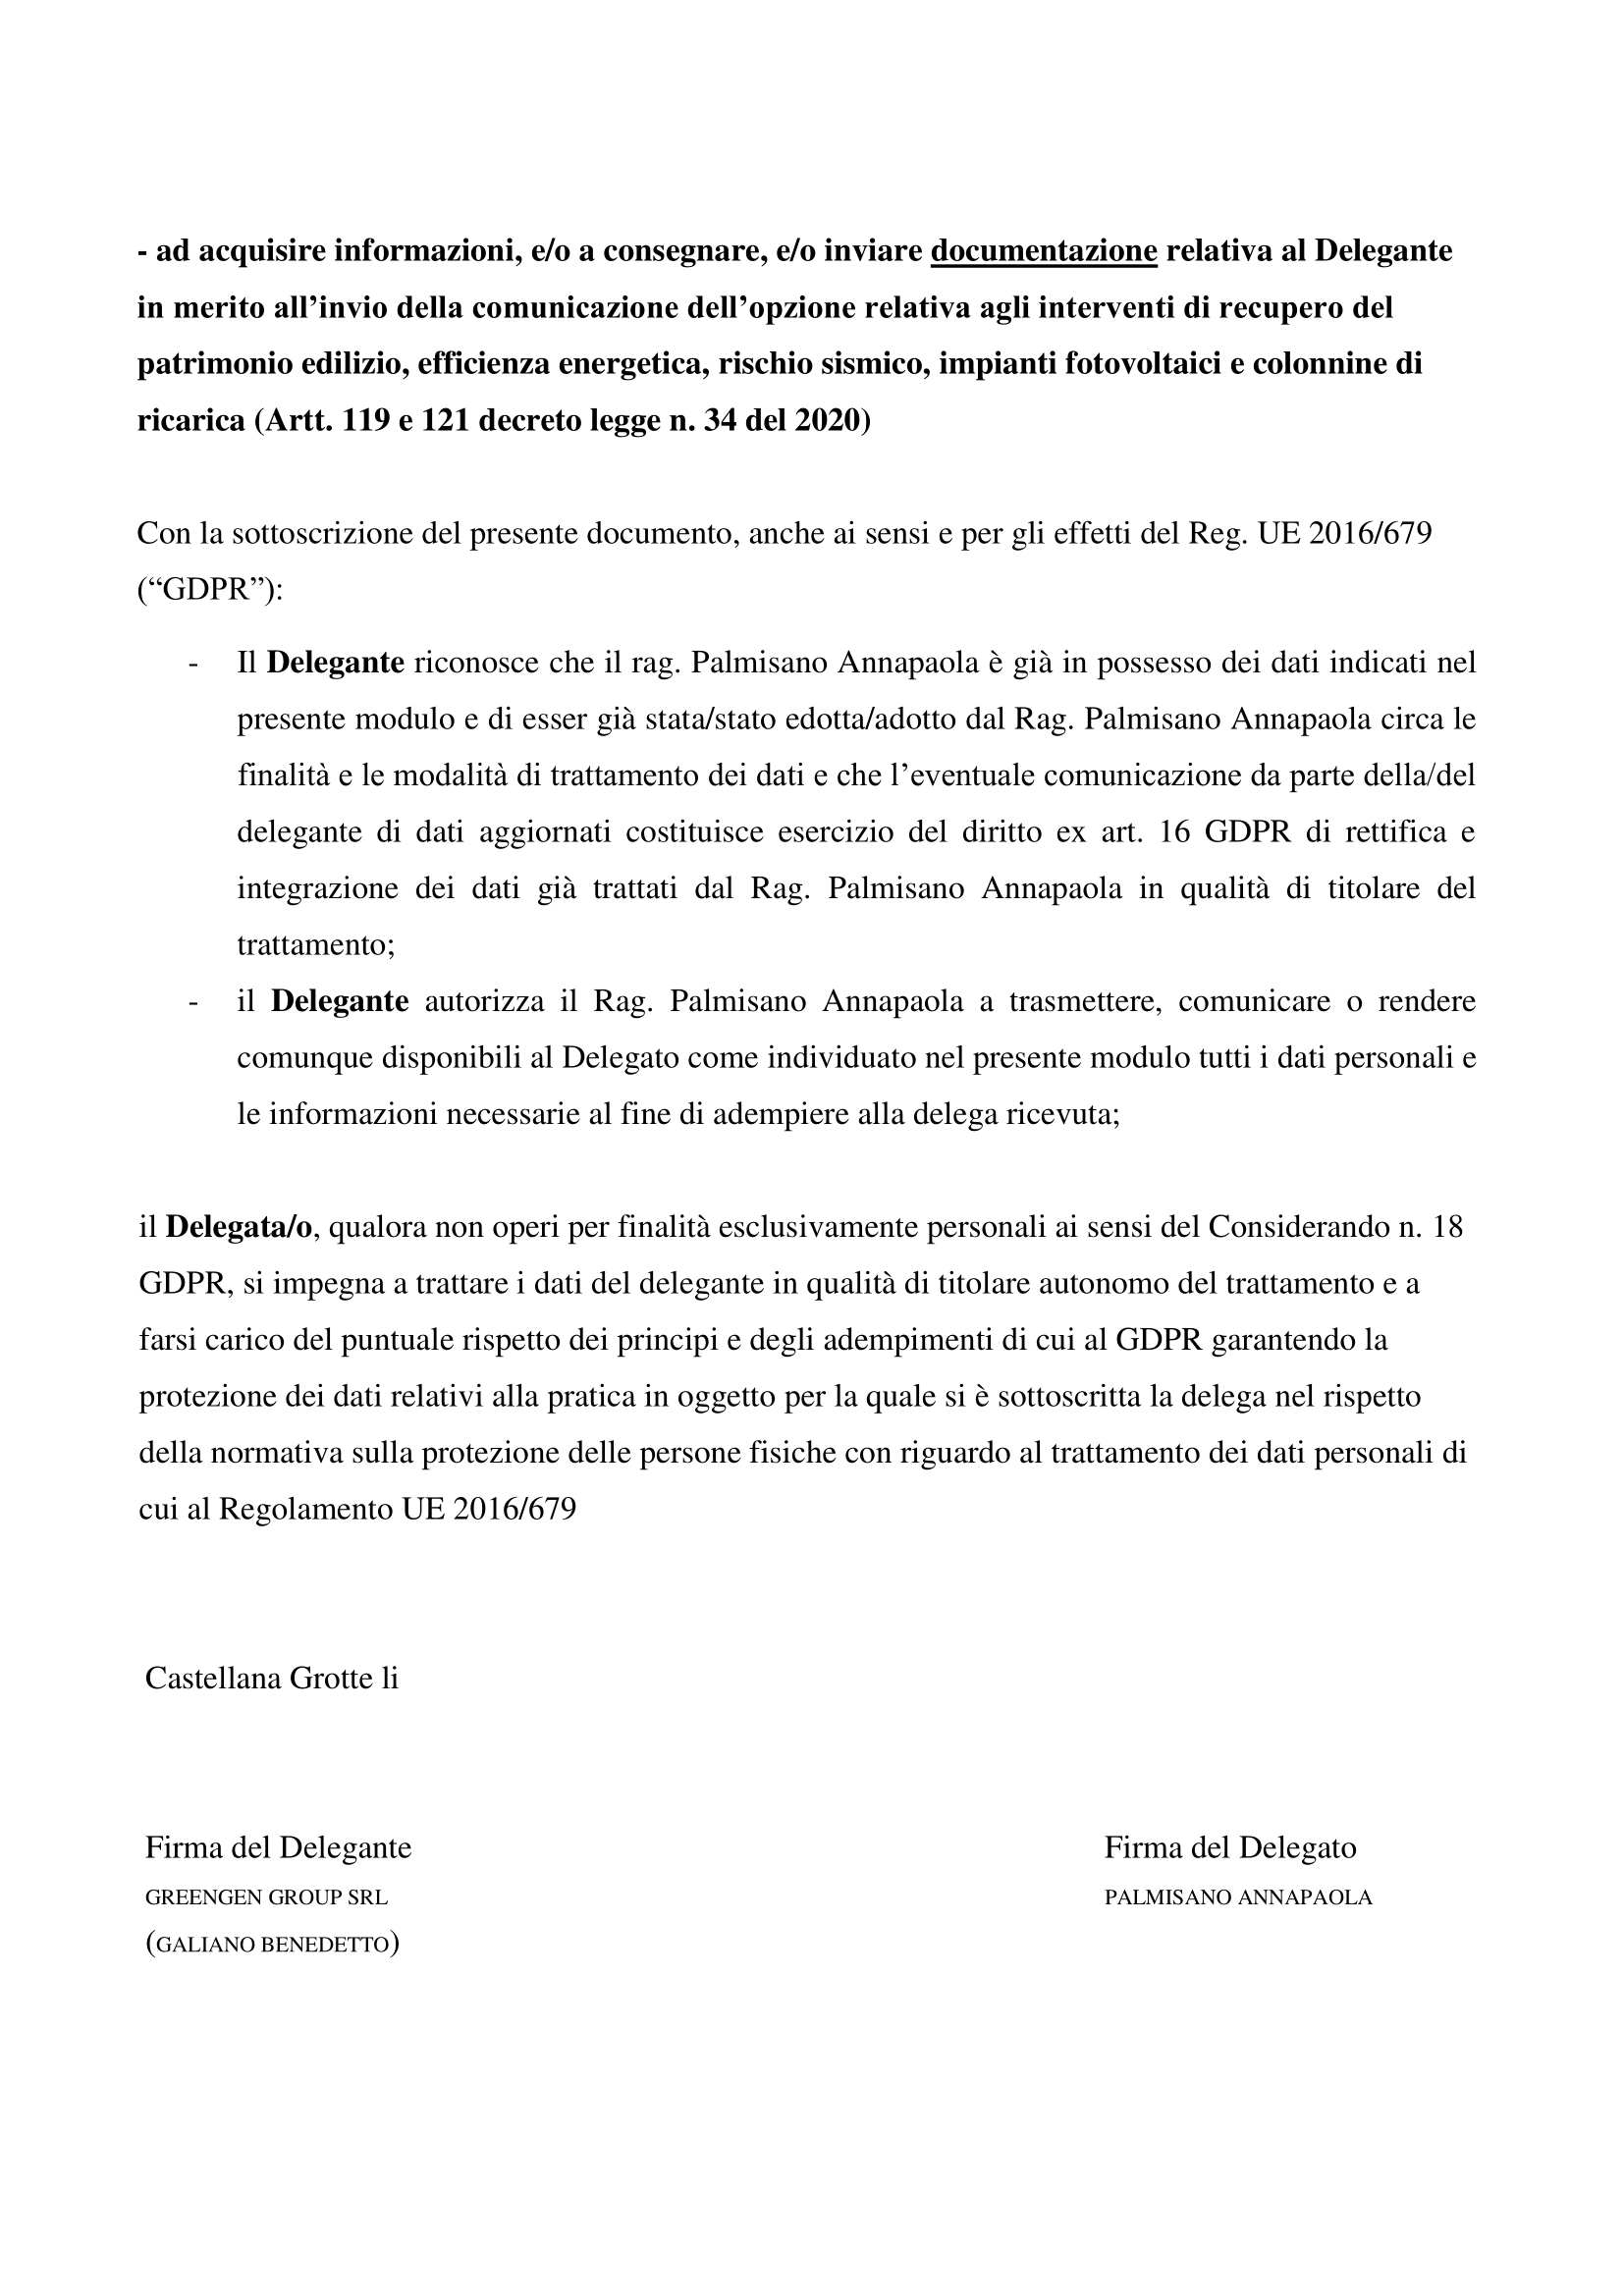 - ad acquisire informazioni, e/o a consegnare, e/o inviare documentazione relativa al Delegante
in merito all’invio della comunicazione dell’opzione relativa agli interventi di recupero del
patrimonio edilizio, efficienza energetica, rischio sismico, impianti fotovoltaici e colonnine di
ricarica (Artt. 119 e 121 decreto legge n. 34 del 2020)
Con la sottoscrizione del presente documento, anche ai sensi e per gli effetti del Reg. UE 2016/679
(“GDPR”):
- Il Delegante riconosce che il rag. Palmisano Annapaola è già in possesso dei dati indicati nel
presente modulo e di esser già stata/stato edotta/adotto dal Rag. Palmisano Annapaola circa le
finalità e le modalità di trattamento dei dati e che l’eventuale comunicazione da parte della/del
delegante di dati aggiornati costituisce esercizio del diritto ex art. 16 GDPR di rettifica e
integrazione dei dati già trattati dal Rag. Palmisano Annapaola in qualità di titolare del
trattamento;
- il Delegante autorizza il Rag. Palmisano Annapaola a trasmettere, comunicare o rendere
comunque disponibili al Delegato come individuato nel presente modulo tutti i dati personali e
le informazioni necessarie al fine di adempiere alla delega ricevuta;
il Delegata/o, qualora non operi per finalità esclusivamente personali ai sensi del Considerando n. 18
GDPR, si impegna a trattare i dati del delegante in qualità di titolare autonomo del trattamento e a
farsi carico del puntuale rispetto dei principi e degli adempimenti di cui al GDPR garantendo la
protezione dei dati relativi alla pratica in oggetto per la quale si è sottoscritta la delega nel rispetto
della normativa sulla protezione delle persone fisiche con riguardo al trattamento dei dati personali di
cui al Regolamento UE 2016/679
Castellana Grotte li
Firma del Delegante Firma del Delegato
GREENGEN GROUP SRL PALMISANO ANNAPAOLA
(GALIANO BENEDETTO)